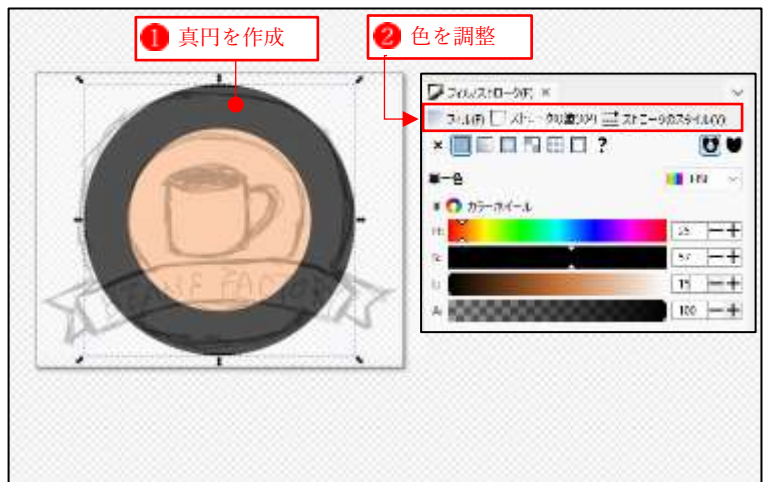 1 真円を作成
2 色を調整
フィル/ストローク(F) ×
フィル(F) ストロークの塗り(P) ストロークのスタイル(Y)
?
単一色
カラーホイール
H:
S:
L:
A: 100